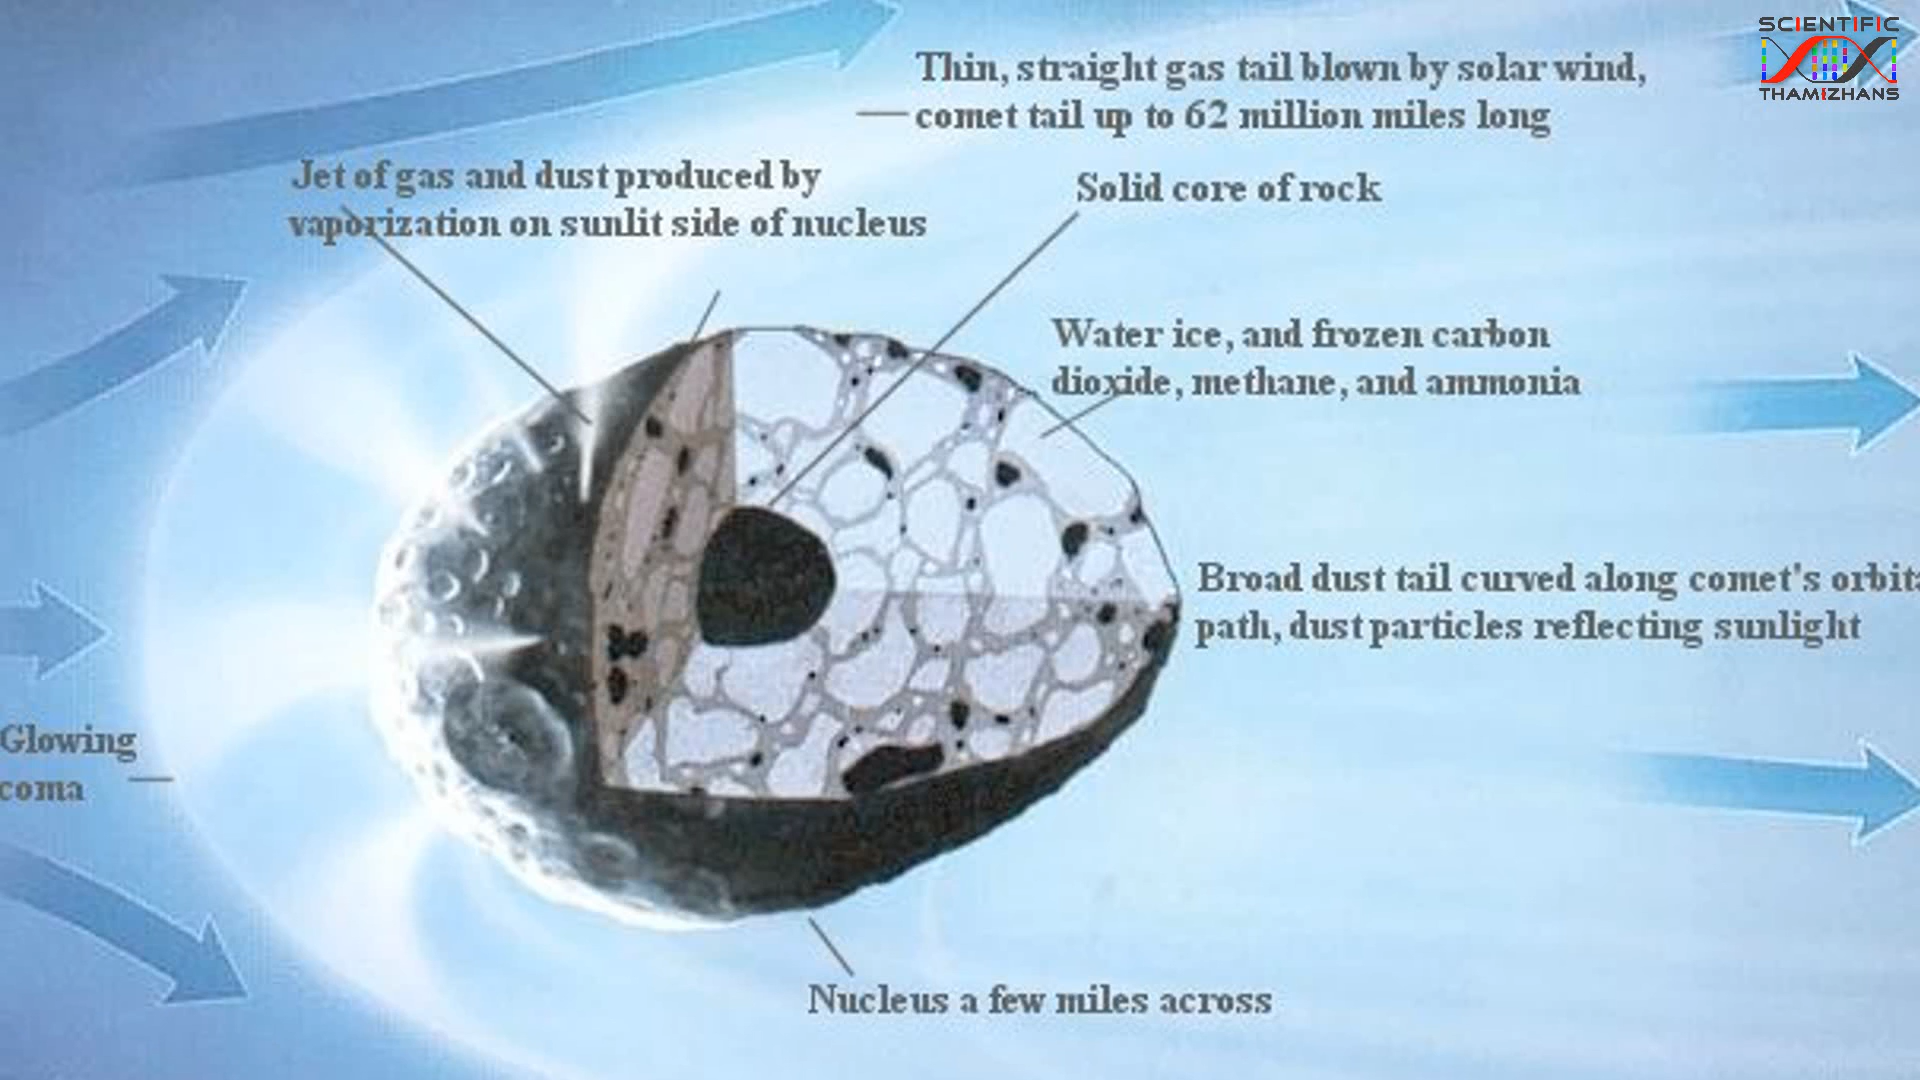 SCIENTIFIC
THAMIZHANS
Thin, straight gas tail blown by solar wind,
comet tail up to 62 million miles long
Jet of gas and dust produced by
vaporization on sunlit side of nucleus
Solid core of rock
Water ice, and frozen carbon
dioxide, methane, and ammonia
Broad dust tail curved along comet's
path, dust particles reflecting sunlight
Glowing
coma
Nucleus a few miles across